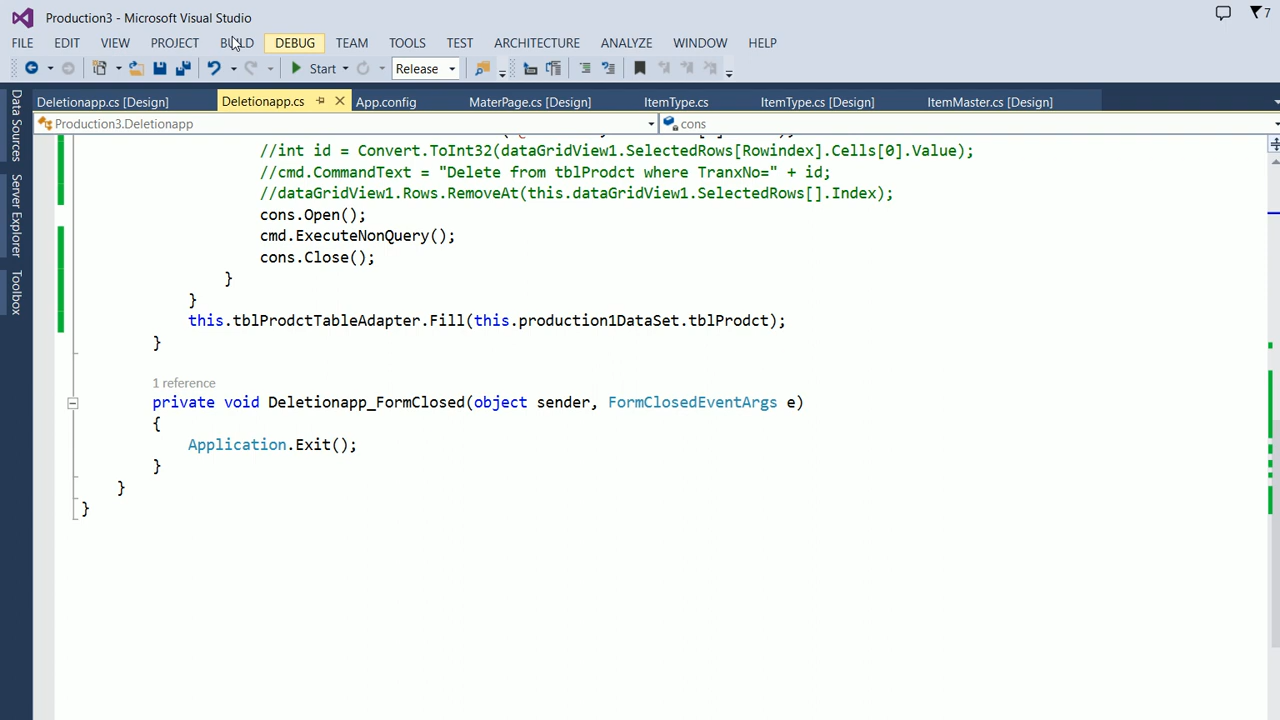 Production3 - Microsoft Visual Studio
7
FILE EDIT VIEW PROJECT BUILD DEBUG TEAM TOOLS TEST ARCHITECTURE ANALYZE WINDOW HELP
Start Release
Deletionapp.cs [Design] Deletionapp.cs App.config MaterPage.cs [Design] ItemType.cs ItemType.cs [Design] ItemMaster.cs [Design]
Production3.Deletionapp cons
Data Sources
Server Explorer
Toolbox
//int id = Convert.ToInt32(dataGridView1.SelectedRows[Rowindex].Cells[0].Value);
//cmd.CommandText = "Delete from tblProdct where TranxNo=" + id;
//dataGridView1.Rows.RemoveAt(this.dataGridView1.SelectedRows[].Index);
cons.Open();
cmd.ExecuteNonQuery();
cons.Close();
}
}
this.tblProdctTableAdapter.Fill(this.production1DataSet.tblProdct);
}
1 reference
private void Deletionapp_FormClosed(object sender, FormClosedEventArgs e)
{
Application.Exit();
}
}
}